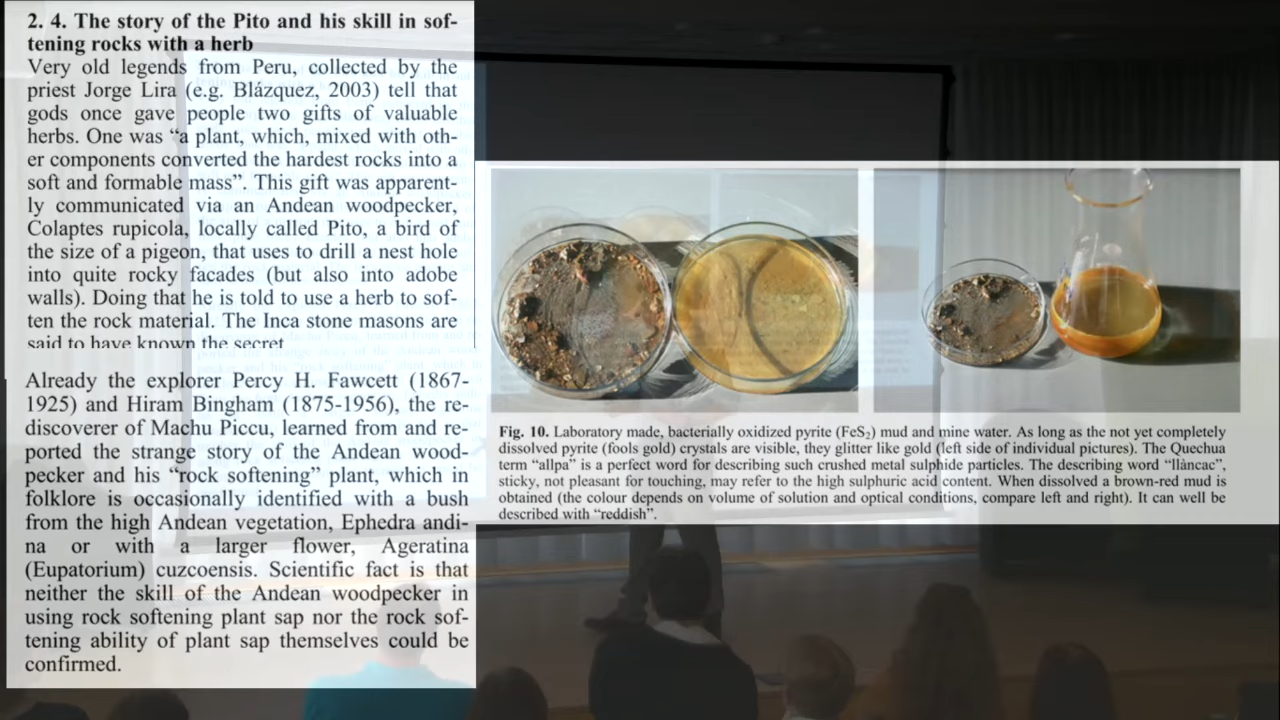 2. 4. The story of the Pito and his skill in sof-
tening rocks with a herb
Very old legends from Peru, collected by the
priest Jorge Lira (e.g. Blázquez, 2003) tell that
gods once gave people two gifts of valuable
herbs. One was “a plant, which, mixed with oth-
er components converted the hardest rocks into a
soft and formable mass”. This gift was apparent-
ly communicated via an Andean woodpecker,
Colaptes rupicola, locally called Pito, a bird of
the size of a pigeon, that uses to drill a nest hole
into quite rocky facades (but also into adobe
walls). Doing that he is told to use a herb to sof-
ten the rock material. The Inca stone masons are
said to have known the secret
Already the explorer Percy H. Fawcett (1867-
1925) and Hiram Bingham (1875-1956), the re-
discoverer of Machu Piccu, learned from and re-
ported the strange story of the Andean wood-
pecker and his “rock softening” plant, which in
folklore is occasionally identified with a bush
from the high Andean vegetation, Ephedra andi-
na or with a larger flower, Ageratina
(Eupatorium) cuzcoensis. Scientific fact is that
neither the skill of the Andean woodpecker in
using rock softening plant sap nor the rock sof-
tening ability of plant sap themselves could be
confirmed.
Fig. 10. Laboratory made, bacterially oxidized pyrite (FeS₂) mud and mine water. As long as the not yet completely
dissolved pyrite (fools gold) crystals are visible, they glitter like gold (left side of individual pictures). The Quechua
term “allpa” is a perfect word for describing such crushed metal sulphide particles. The describing word “llàncac”,
sticky, not pleasant for touching, may refer to the high sulphuric acid content. When dissolved a brown-red mud is
obtained (the colour depends on volume of solution and optical conditions, compare left and right). It can well be
described with “reddish”.